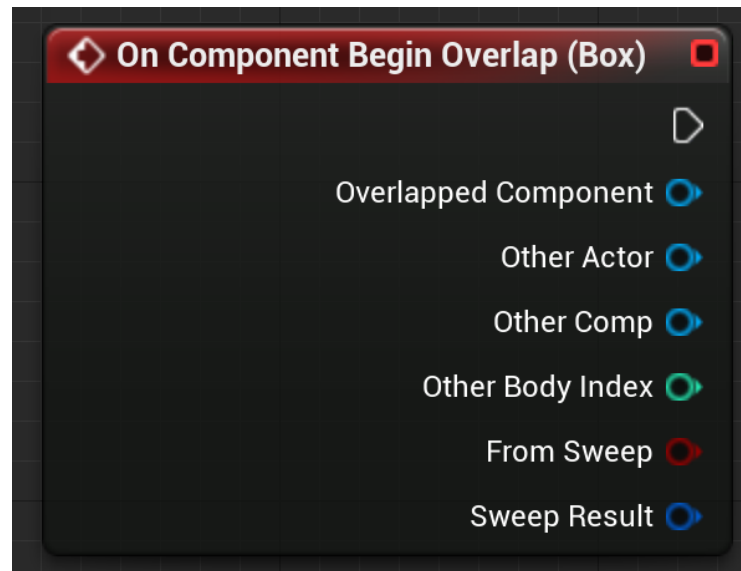 On Component Begin Overlap (Box)
Overlapped Component
Other Actor
Other Comp
Other Body Index
From Sweep
Sweep Result